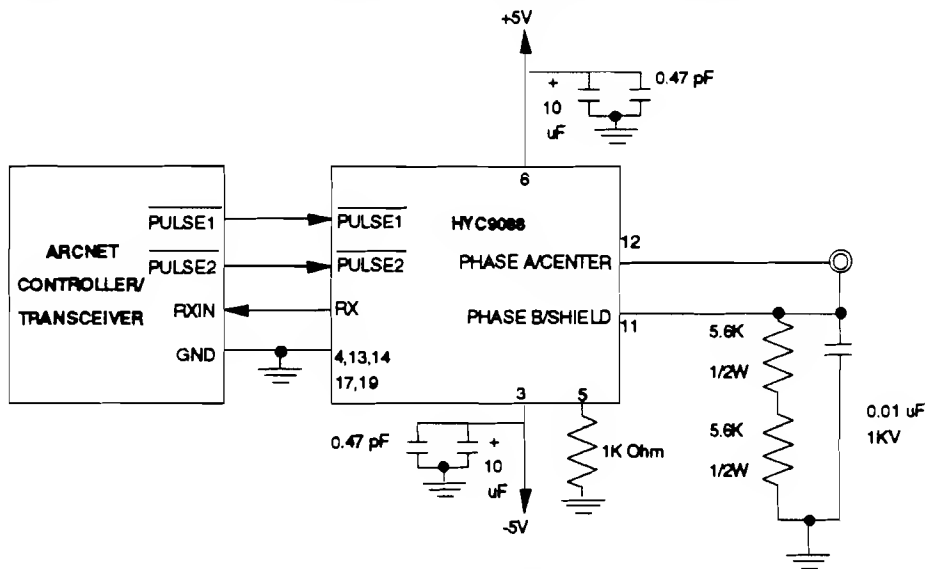 +5V
+
10
uF
0.47 pF
6
PULSE1
PULSE1
HYC9088
12
ARCNET
CONTROLLER/
TRANSCEIVER
PULSE2
PULSE2
PHASE A/CENTER
RXIN
RX
PHASE B/SHIELD
11
GND
4,13,14
17,19
5.6K
1/2W
3
5
0.47 pF
+
10
uF
1K Ohm
5.6K
1/2W
0.01 uF
1KV
-5V